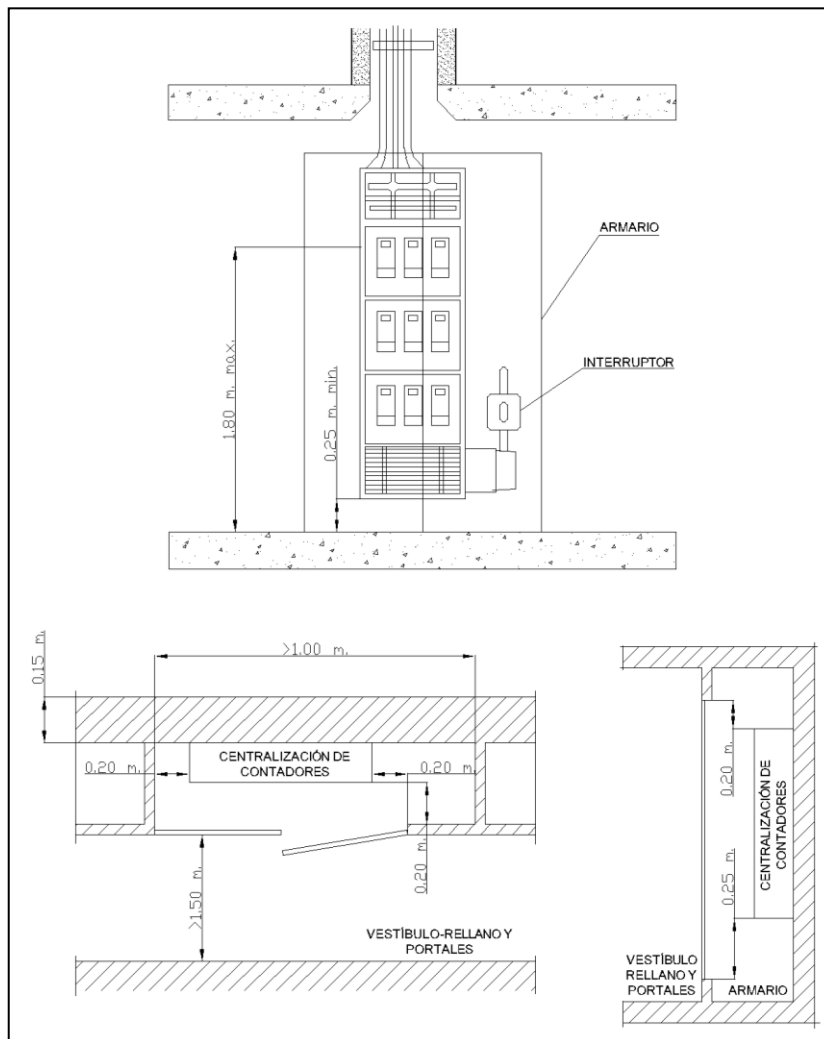 ARMARIO
INTERRUPTOR
1.80 m. max.
0.25 m. min.
>1.00 m.
0.15 m.
CENTRALIZACIÓN DE
CONTADORES
0.20 m.
0.20 m.
0.20 m.
>1.50 m.
VESTÍBULO-RELLANO Y
PORTALES
0.20 m.
0.25 m.
CENTRALIZACIÓN DE
CONTADORES
VESTÍBULO
RELLANO Y
PORTALES
ARMARIO